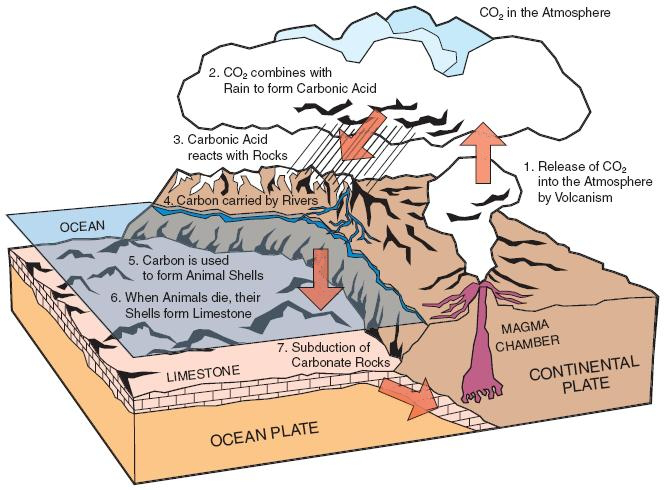 CO₂ in the Atmosphere
2. CO₂ combines with
Rain to form Carbonic Acid
3. Carbonic Acid
reacts with Rocks
1. Release of CO₂
into the Atmosphere
by Volcanism
4. Carbon carried by Rivers
OCEAN
5. Carbon is used
to form Animal Shells
6. When Animals die, their
Shells form Limestone
7. Subduction of
Carbonate Rocks
MAGMA
CHAMBER
LIMESTONE
CONTINENTAL
PLATE
OCEAN PLATE